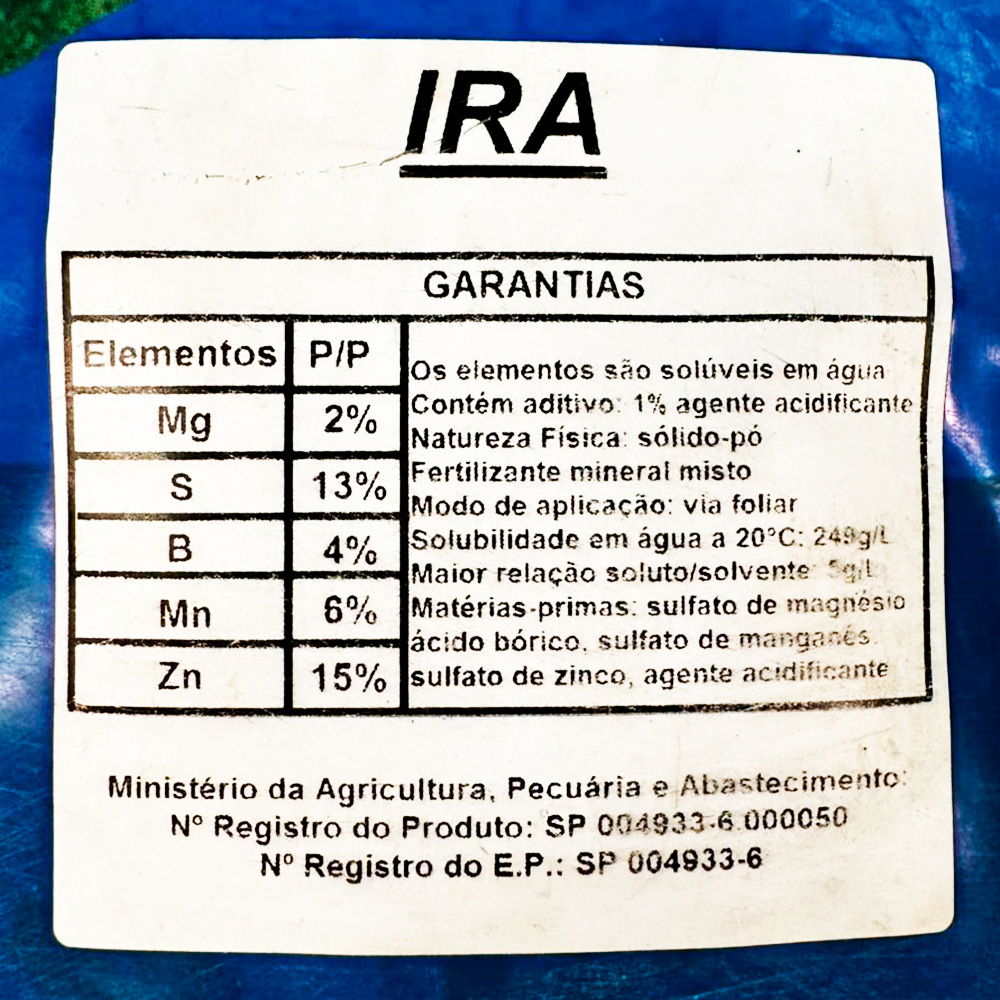 IRA
GARANTIAS
Elementos P/P
Mg 2%
S 13%
B 4%
Mn 6%
Zn 15%
Os elementos são solúveis em água
Contém aditivo: 1% agente acidificante
Natureza Física: sólido-pó
Fertilizante mineral misto
Modo de aplicação: via foliar
Solubilidade em água a 20°C: 249g/L
Maior relação soluto/solvente 5g/L
Matérias-primas: sulfato de magnésio
ácido bórico, sulfato de manganês.
sulfato de zinco, agente acidificante
Ministério da Agricultura, Pecuária e Abastecimento:
Nº Registro do Produto: SP 004933-6.000050
Nº Registro do E.P.: SP 004933-6